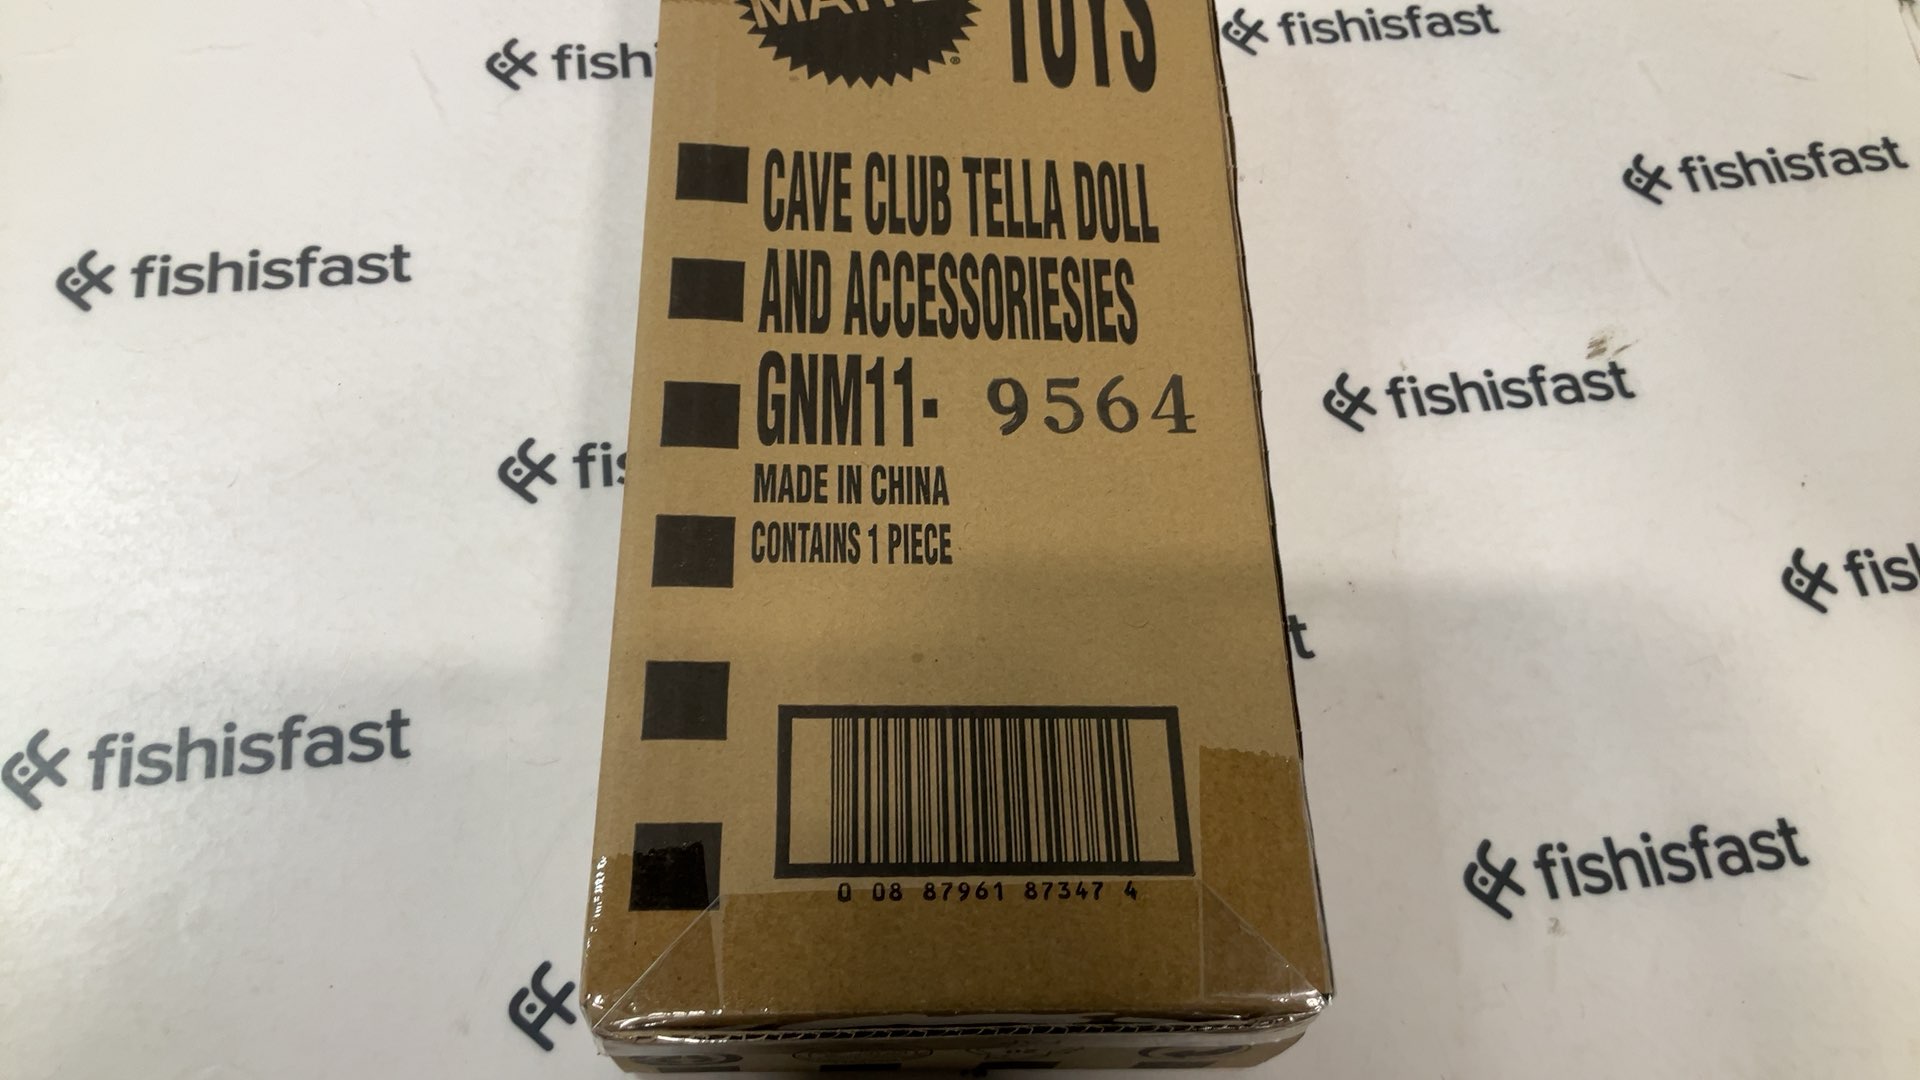 TOYS
CAVE CLUB TELLA DOLL
AND ACCESSORIESIES
GNM11- 9564
MADE IN CHINA
CONTAINS 1 PIECE
0 08 87961 87347 4
fishisfast
fishisfast
fishisfast
fishisfast
fishisfast
fishisfast